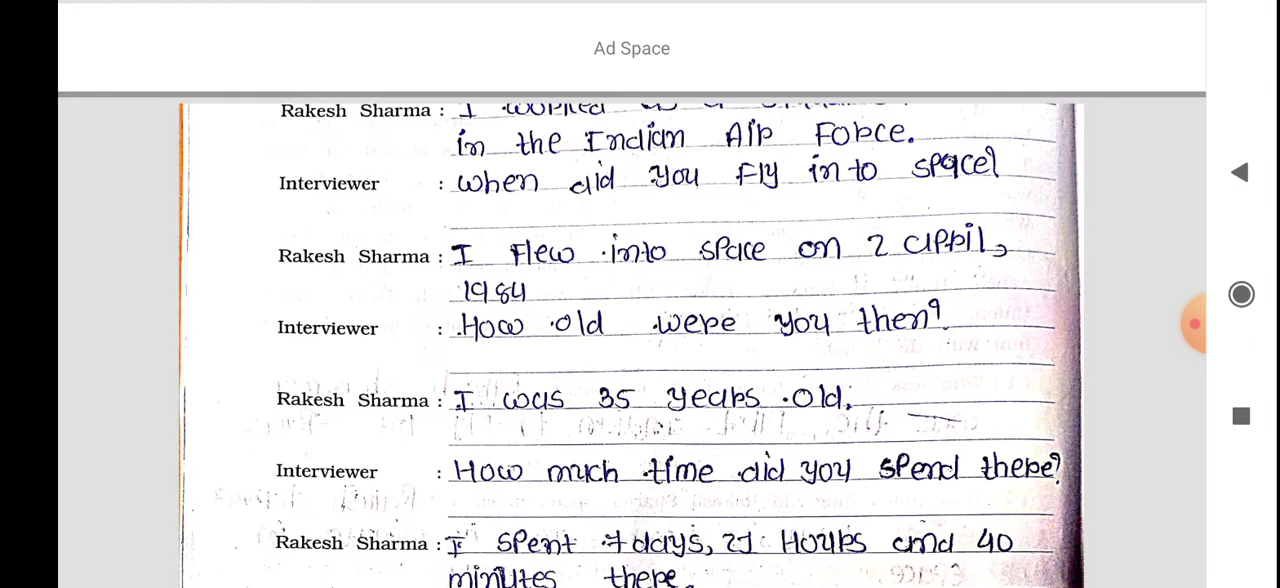 Ad Space
Rakesh Sharma : I worked as a
in the Indian Air Force.
Interviewer : when did you Fly in to space?
Rakesh Sharma : I Flew into space on 2 april,
1984
Interviewer : How old were you then?
Rakesh Sharma : I was 35 years old.
Interviewer : How much time did you spend there?
Rakesh Sharma : I spent 7 days, 21 Hours and 40
minutes there.